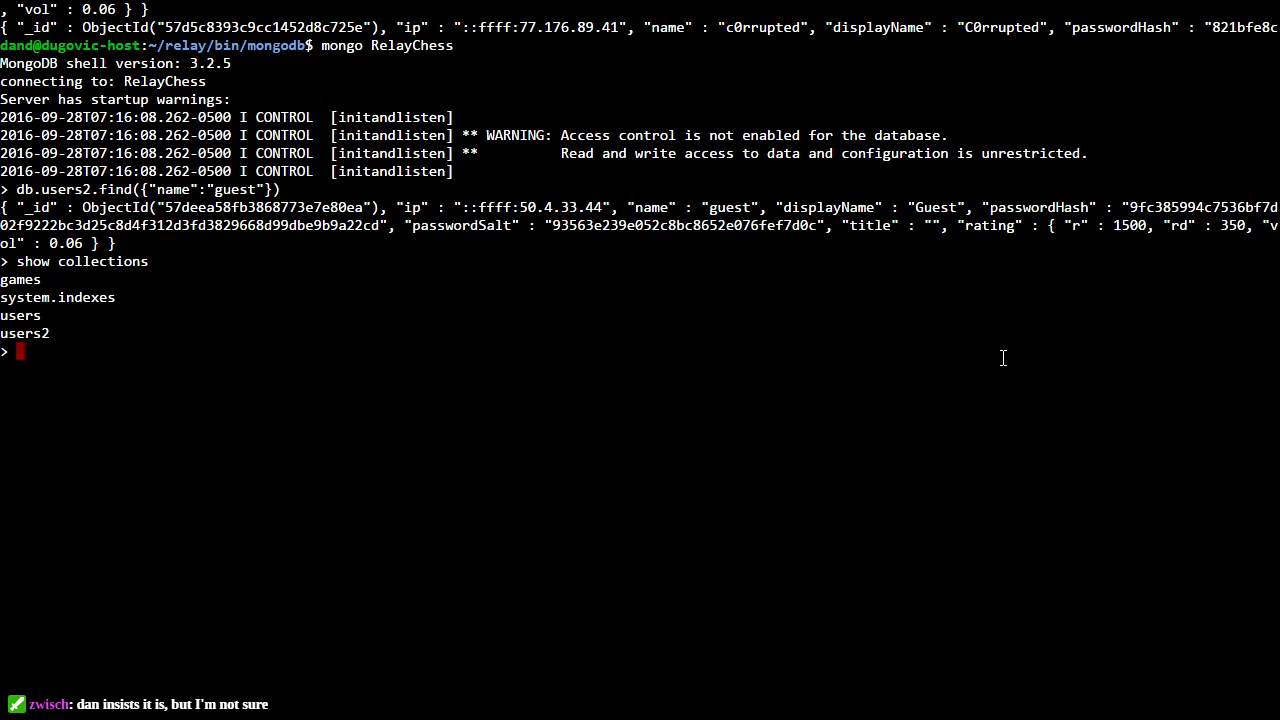 , "vol" : 0.06 } }
{ "_id" : ObjectId("57d5c8393c9cc1452d8c725e"), "ip" : "::ffff:77.176.89.41", "name" : "c0rrupted", "displayName" : "C0rrupted", "passwordHash" : "821bfe8c
dand@dugovic-host:~/relay/bin/mongodb$ mongo RelayChess
MongoDB shell version: 3.2.5
connecting to: RelayChess
Server has startup warnings:
2016-09-28T07:16:08.262-0500 I CONTROL  [initandlisten]
2016-09-28T07:16:08.262-0500 I CONTROL  [initandlisten] ** WARNING: Access control is not enabled for the database.
2016-09-28T07:16:08.262-0500 I CONTROL  [initandlisten] **          Read and write access to data and configuration is unrestricted.
2016-09-28T07:16:08.262-0500 I CONTROL  [initandlisten]
> db.users2.find({"name":"guest"})
{ "_id" : ObjectId("57deea58fb3868773e7e80ea"), "ip" : "::ffff:50.4.33.44", "name" : "guest", "displayName" : "Guest", "passwordHash" : "9fc385994c7536bf7d
02f9222bc3d25c8d4f312d3fd3829668d99dbe9b9a22cd", "passwordSalt" : "93563e239e052c8bc8652e076fef7d0c", "title" : "", "rating" : { "r" : 1500, "rd" : 350, "v
ol" : 0.06 } }
> show collections
games
system.indexes
users
users2
>
zwisch: dan insists it is, but I'm not sure